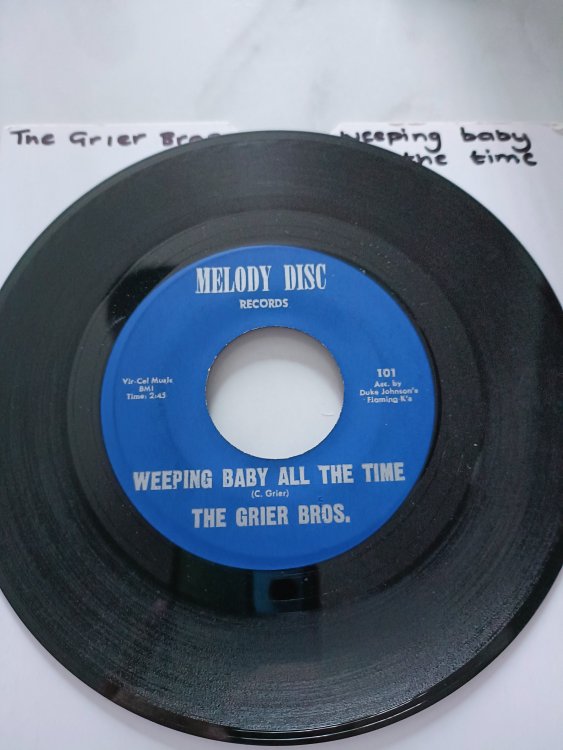 The Grier Bros
Weeping baby
the time
MELODY DISC
RECORDS
Vir-Cel Music
BMI
Time: 2:45
101
Acc. by
Duke Johnson's
Flaming K's
WEEPING BABY ALL THE TIME
(C. Grier)
THE GRIER BROS.